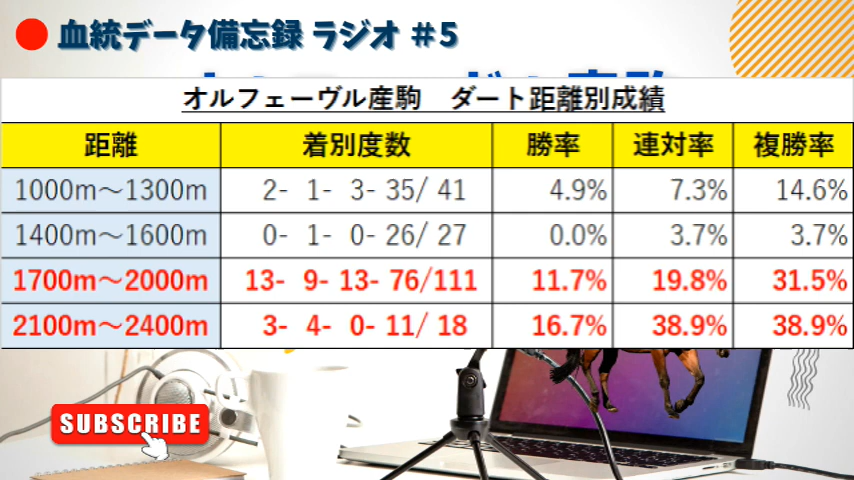 血統データ備忘録 ラジオ #5
オルフェーヴル産駒　ダート距離別成績
距離 着別度数 勝率 連対率 複勝率
1000m～1300m 2- 1- 3- 35/ 41 4.9% 7.3% 14.6%
1400m～1600m 0- 1- 0- 26/ 27 0.0% 3.7% 3.7%
1700m～2000m 13- 9- 13- 76/111 11.7% 19.8% 31.5%
2100m～2400m 3- 4- 0- 11/ 18 16.7% 38.9% 38.9%
SUBSCRIBE